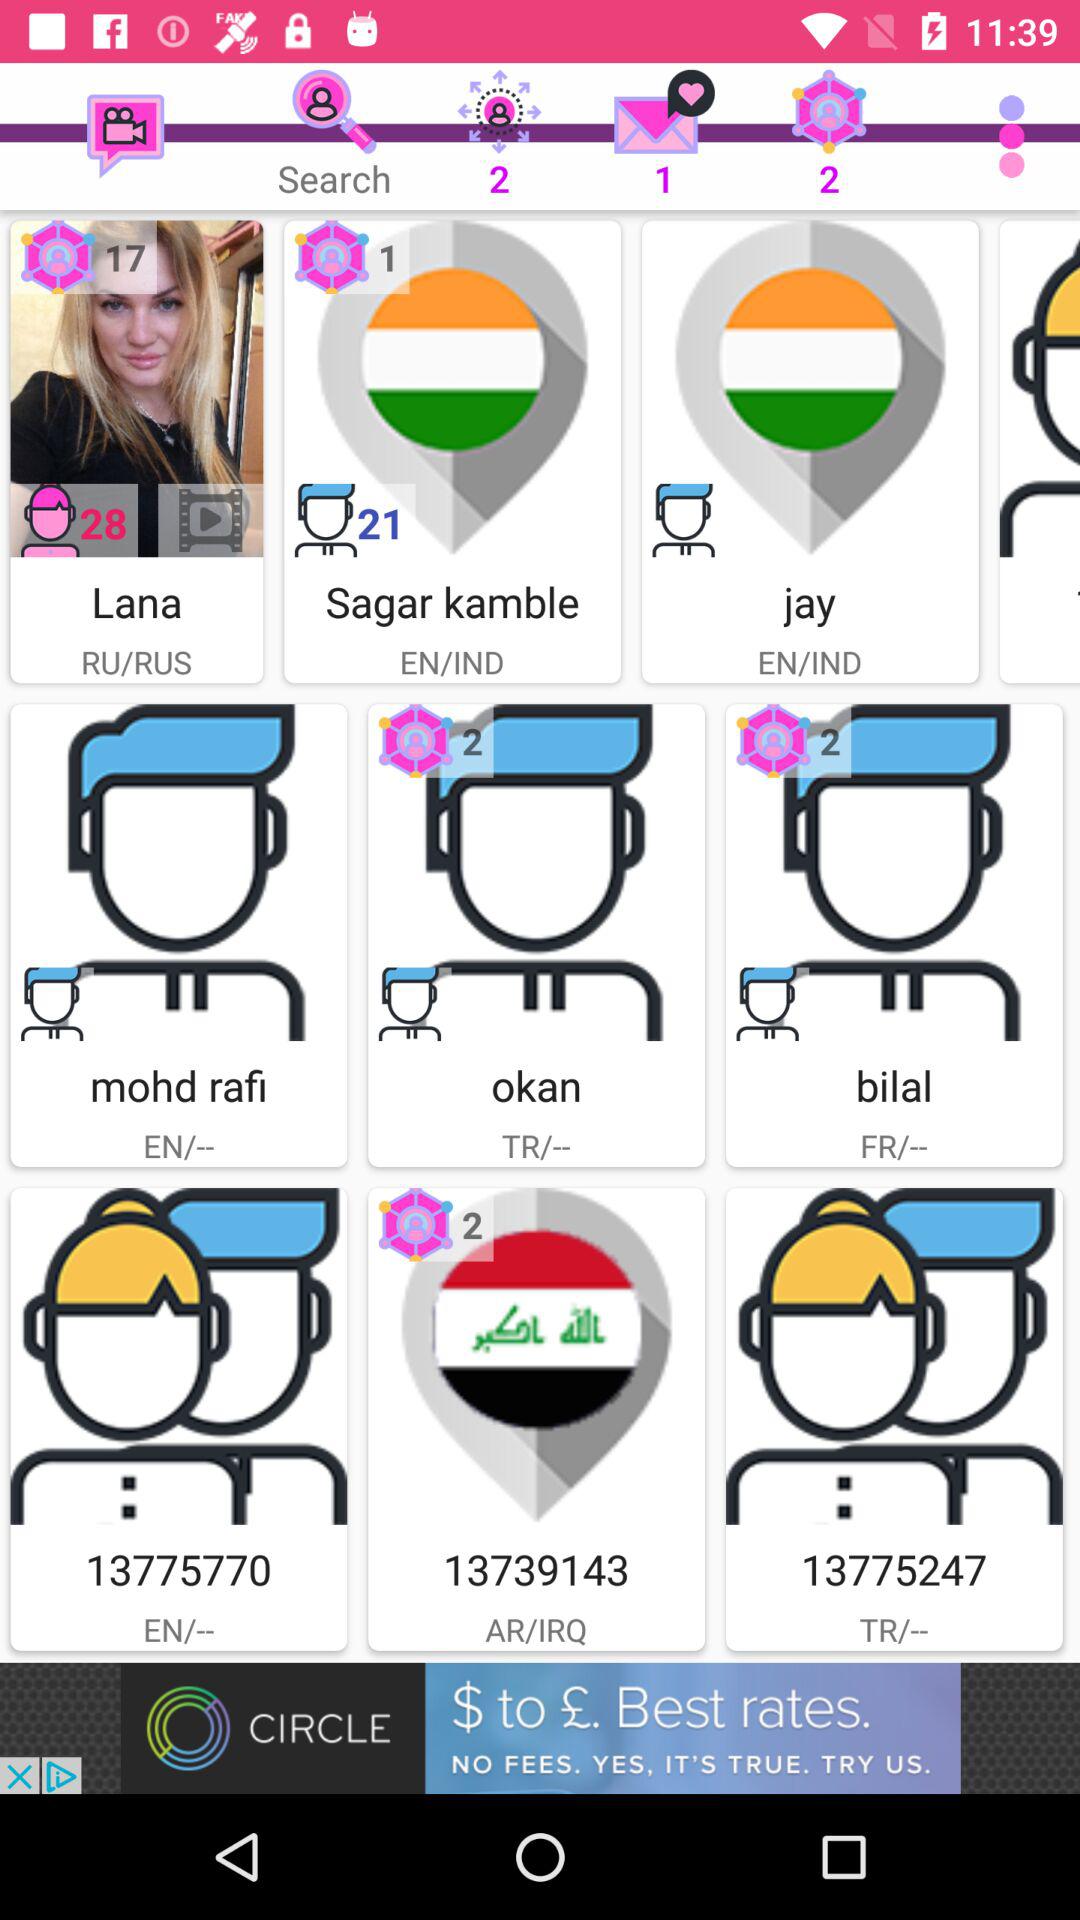 FAKE
11:39
Search
2
1
2
17
1
28
21
Lana
Sagar kamble
jay
RU/RUS
EN/IND
EN/IND
2
2
mohd rafi
okan
bilal
EN/--
TR/--
FR/--
2
الله اكبر
13775770
13739143
13775247
EN/--
AR/IRQ
TR/--
CIRCLE
$ to £. Best rates.
NO FEES. YES, IT'S TRUE. TRY US.